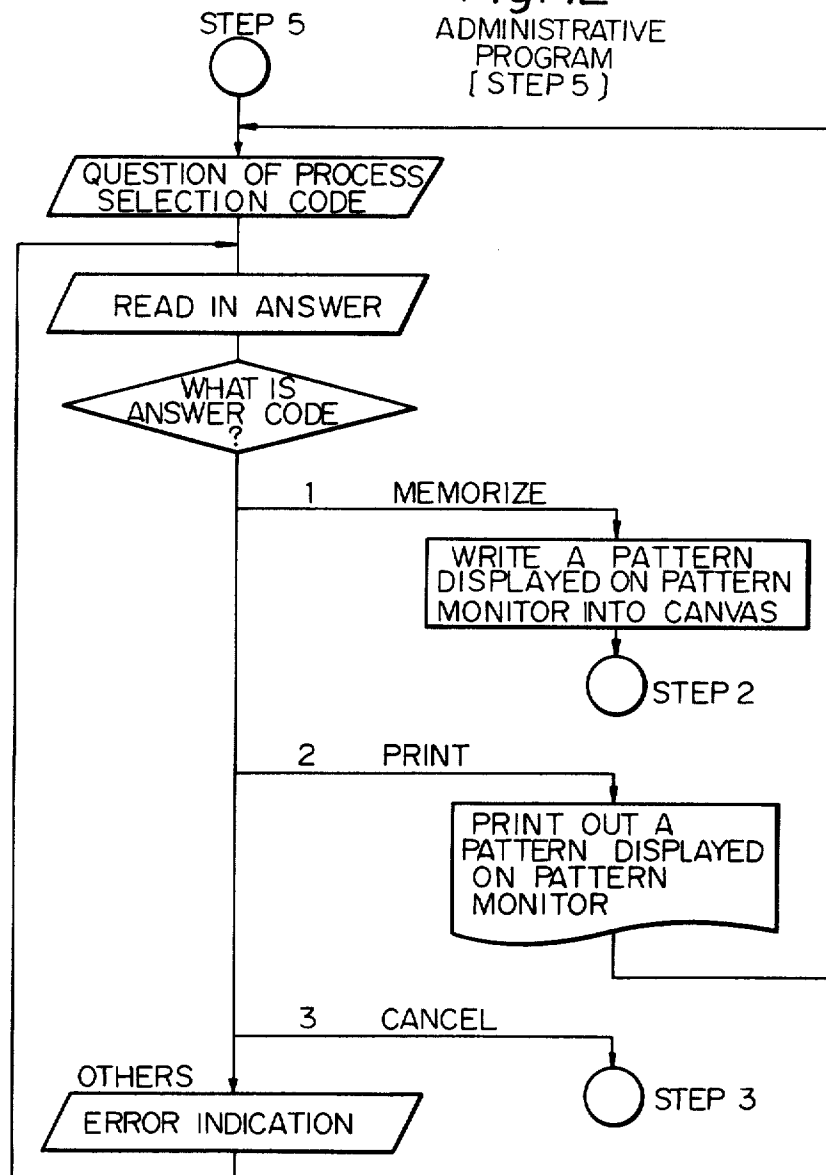 STEP 5
ADMINISTRATIVE
PROGRAM
[STEP 5]
QUESTION OF PROCESS
SELECTION CODE
READ IN ANSWER
WHAT IS
ANSWER CODE
?
1 MEMORIZE
WRITE A PATTERN
DISPLAYED ON PATTERN
MONITOR INTO CANVAS
STEP 2
2 PRINT
PRINT OUT A
PATTERN DISPLAYED
ON PATTERN
MONITOR
3 CANCEL
STEP 3
OTHERS
ERROR INDICATION